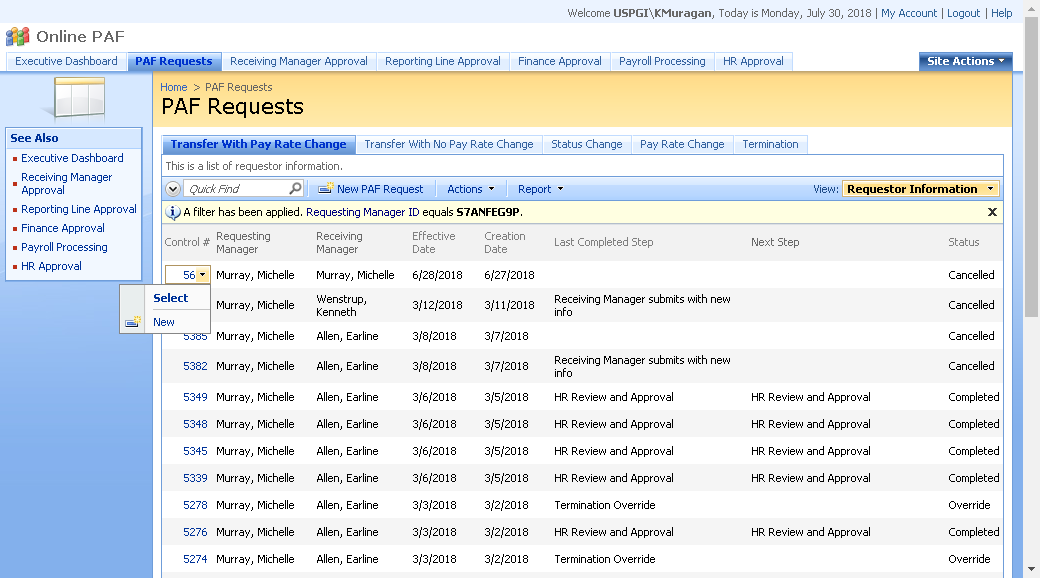 Welcome USPGI\KMuragan, Today is Monday, July 30, 2018 | My Account | Logout | Help
Online PAF
Executive Dashboard PAF Requests Receiving Manager Approval Reporting Line Approval Finance Approval Payroll Processing HR Approval Site Actions
Home > PAF Requests
PAF Requests
See Also
Executive Dashboard
Receiving Manager
Approval
Reporting Line Approval
Finance Approval
Payroll Processing
HR Approval
Transfer With Pay Rate Change Transfer With No Pay Rate Change Status Change Pay Rate Change Termination
This is a list of requestor information.
Quick Find New PAF Request Actions Report View: Requestor Information
A filter has been applied. Requesting Manager ID equals S7ANFEG9P.
Control # Requesting Manager Receiving Manager Effective Date Creation Date Last Completed Step Next Step Status
56 Murray, Michelle Murray, Michelle 6/28/2018 6/27/2018 Cancelled
Select
New
Murray, Michelle Wenstrup, Kenneth 3/12/2018 3/11/2018 Receiving Manager submits with new info Cancelled
5385 Murray, Michelle Allen, Earline 3/8/2018 3/7/2018 Cancelled
5382 Murray, Michelle Allen, Earline 3/8/2018 3/7/2018 Receiving Manager submits with new info Cancelled
5349 Murray, Michelle Allen, Earline 3/6/2018 3/5/2018 HR Review and Approval HR Review and Approval Completed
5348 Murray, Michelle Allen, Earline 3/6/2018 3/5/2018 HR Review and Approval HR Review and Approval Completed
5345 Murray, Michelle Allen, Earline 3/6/2018 3/5/2018 HR Review and Approval HR Review and Approval Completed
5339 Murray, Michelle Allen, Earline 3/6/2018 3/5/2018 HR Review and Approval HR Review and Approval Completed
5278 Murray, Michelle Allen, Earline 3/3/2018 3/2/2018 Termination Override Override
5276 Murray, Michelle Allen, Earline 3/3/2018 3/2/2018 HR Review and Approval HR Review and Approval Completed
5274 Murray, Michelle Allen, Earline 3/3/2018 3/2/2018 Termination Override Override